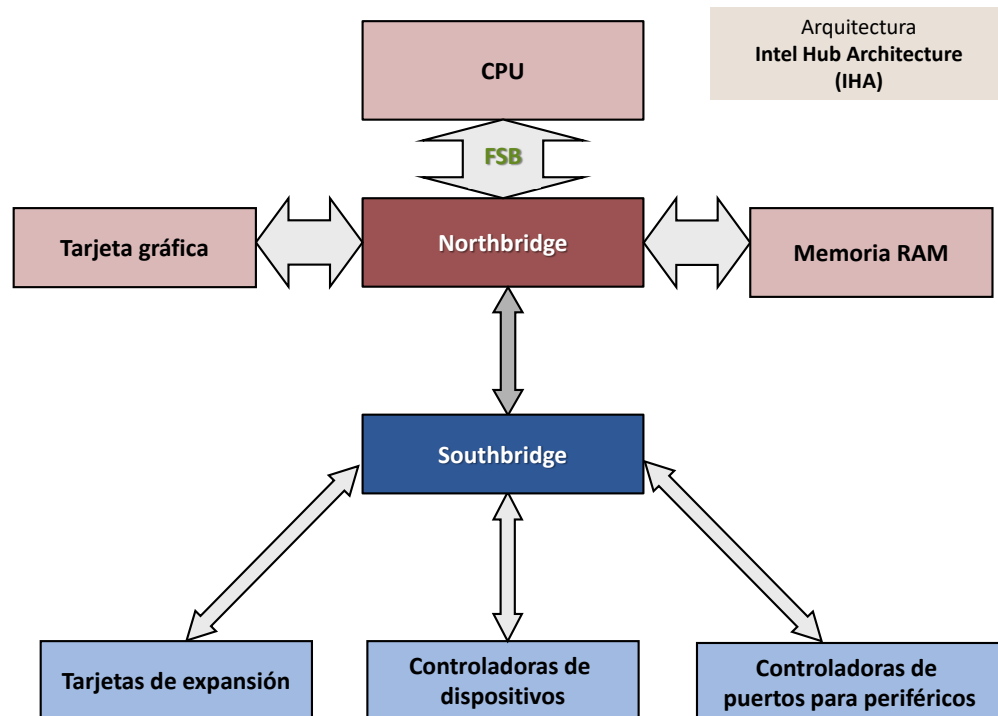 Arquitectura
Intel Hub Architecture
(IHA)
CPU
FSB
Tarjeta gráfica
Northbridge
Memoria RAM
Southbridge
Tarjetas de expansión
Controladoras de
dispositivos
Controladoras de
puertos para periféricos